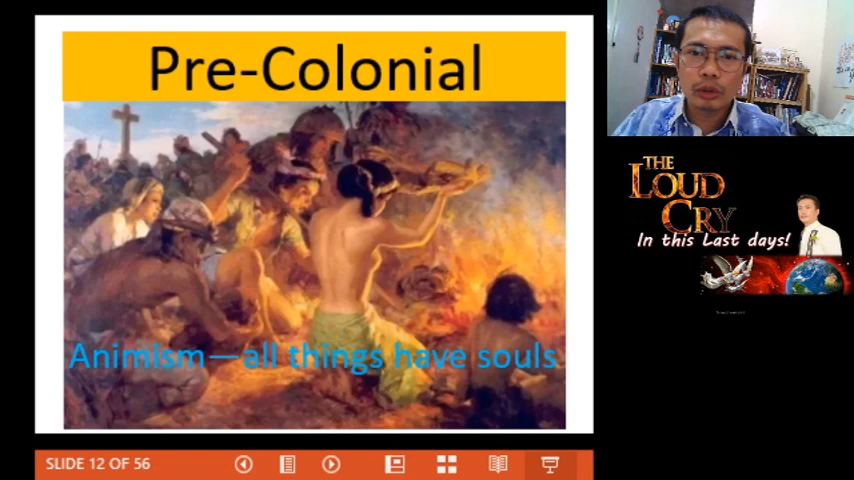 Pre-Colonial
Animism—all things have souls
SLIDE 12 OF 56
THE
LOUD
CRY
In this Last days!